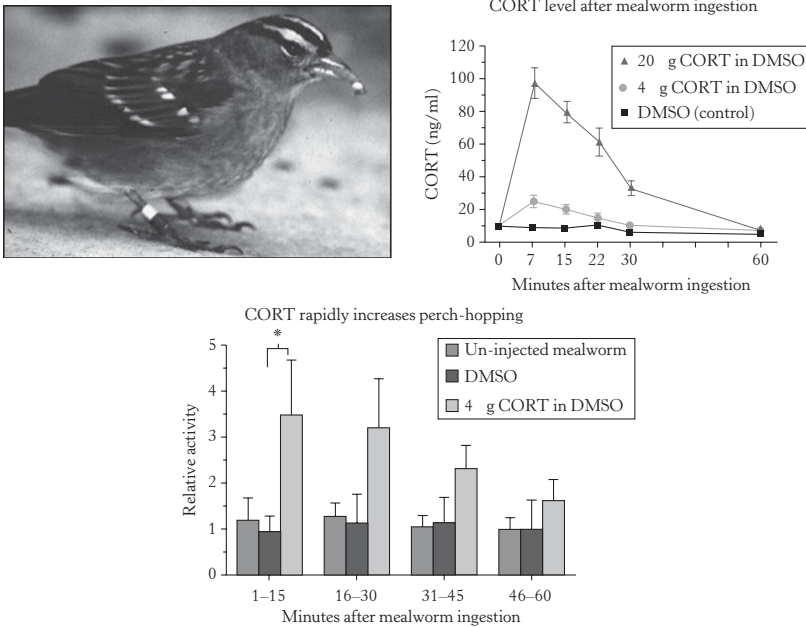 CORT level after mealworm ingestion
CORT (ng/ml)
120
100
80
60
40
20
0
20 g CORT in DMSO
4 g CORT in DMSO
DMSO (control)
0 7 15 22 30 60
Minutes after mealworm ingestion
CORT rapidly increases perch-hopping
*
Relative activity
5
4
3
2
1
0
Un-injected mealworm
DMSO
4 g CORT in DMSO
1–15 16–30 31–45 46–60
Minutes after mealworm ingestion